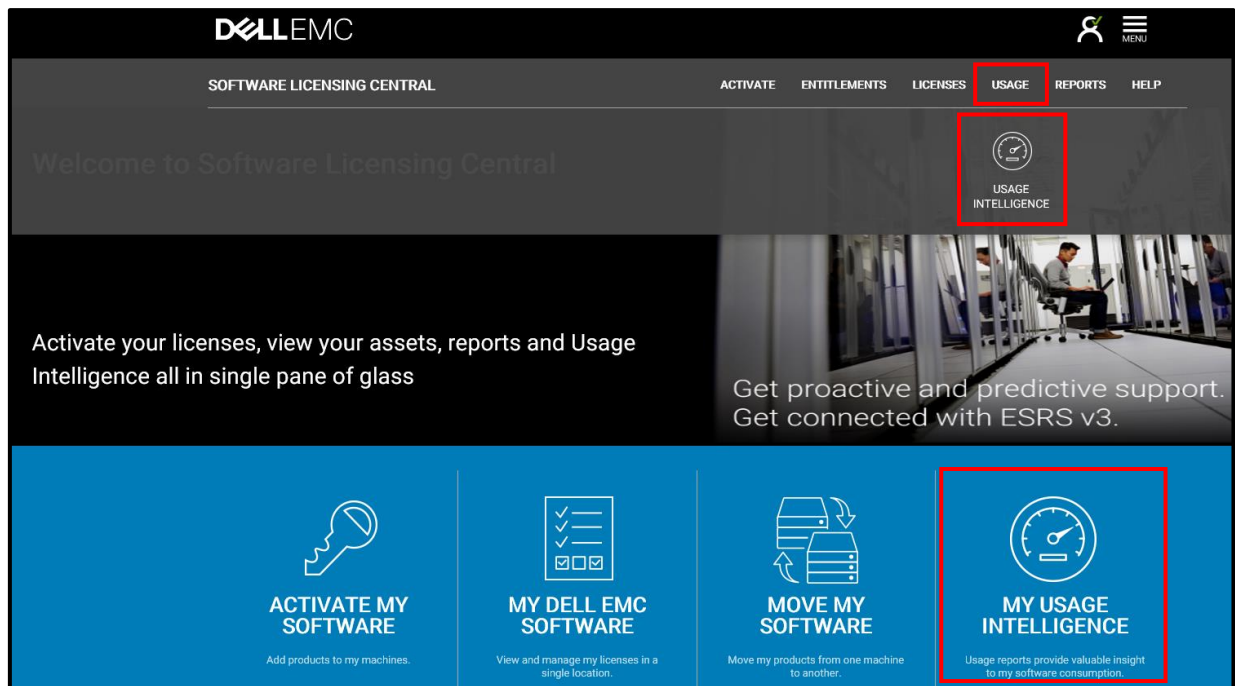 DELLEMC
MENU
SOFTWARE LICENSING CENTRAL
ACTIVATE ENTITLEMENTS LICENSES USAGE REPORTS HELP
Welcome to Software Licensing Central
USAGE
INTELLIGENCE
Activate your licenses, view your assets, reports and Usage
Intelligence all in single pane of glass
Get proactive and predictive support.
Get connected with ESRS v3.
ACTIVATE MY
SOFTWARE
Add products to my machines.
MY DELL EMC
SOFTWARE
View and manage my licenses in a
single location.
MOVE MY
SOFTWARE
Move my products from one machine
to another.
MY USAGE
INTELLIGENCE
Usage reports provide valuable insight
to my software consumption.